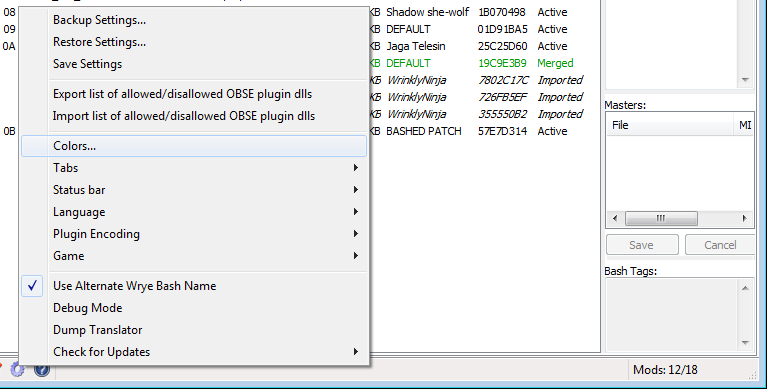 08 KB Shadow she-wolf 1B070498 Active
09 KB DEFAULT 01D91BA5 Active
0A KB Jaga Telesin 25C25D60 Active
KB DEFAULT 19C9E3B9 Merged
KB WrinklyNinja 7802C17C Imported
KB WrinklyNinja 726FB5EF Imported
KB WrinklyNinja 355550B2 Imported
0B KB BASHED PATCH 57E7D314 Active
Backup Settings...
Restore Settings...
Save Settings
Export list of allowed/disallowed OBSE plugin dlls
Import list of allowed/disallowed OBSE plugin dlls
Colors...
Tabs
Status bar
Language
Plugin Encoding
Game
Use Alternate Wrye Bash Name
Debug Mode
Dump Translator
Check for Updates
Masters:
File MI
Save Cancel
Bash Tags:
Mods: 12/18